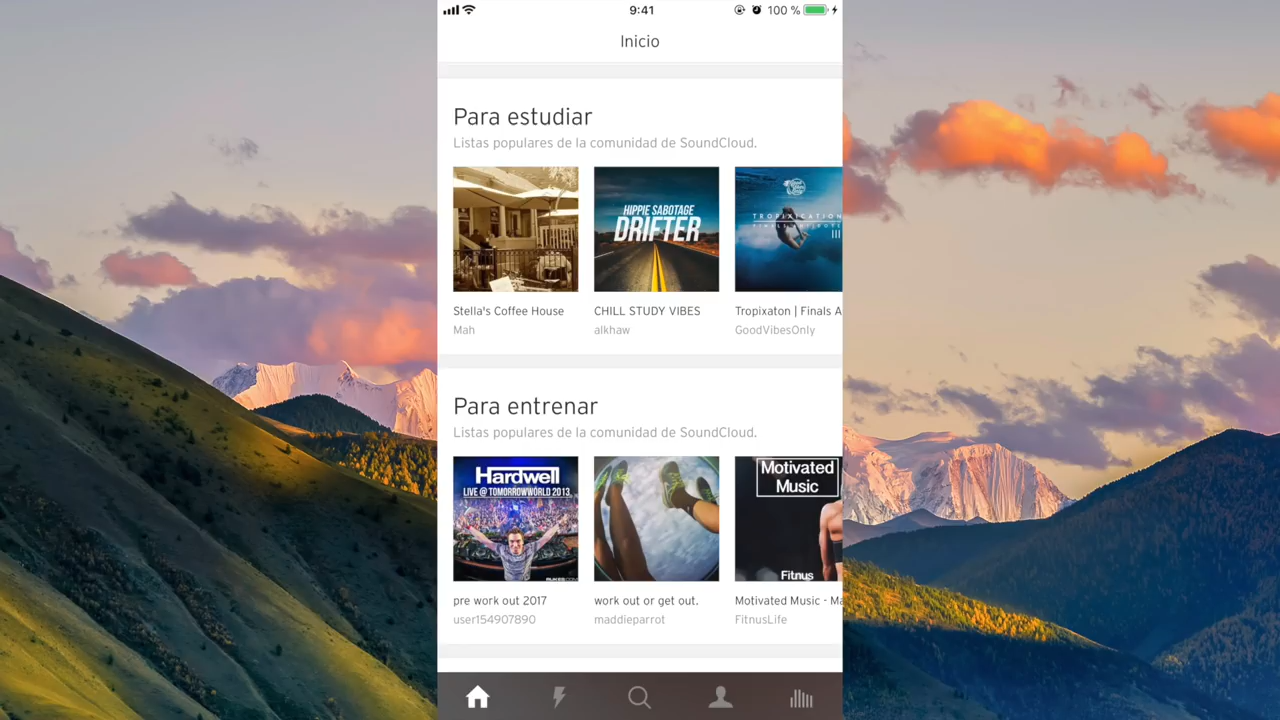 9:41
100 %
Inicio
Para estudiar
Listas populares de la comunidad de SoundCloud.
HIPPIE SABOTAGE
DRIFTER
TROPIXATION
III
Stella's Coffee House
CHILL STUDY VIBES
Tropixaton | Finals A
Mah
alkhaw
GoodVibesOnly
Para entrenar
Listas populares de la comunidad de SoundCloud.
Hardwell
LIVE @ TOMORROWWORLD 2013
Motivated
Music
Fitnus
pre work out 2017
work out or get out.
Motivated Music - Ma
user154907890
maddieparrot
FitnusLife